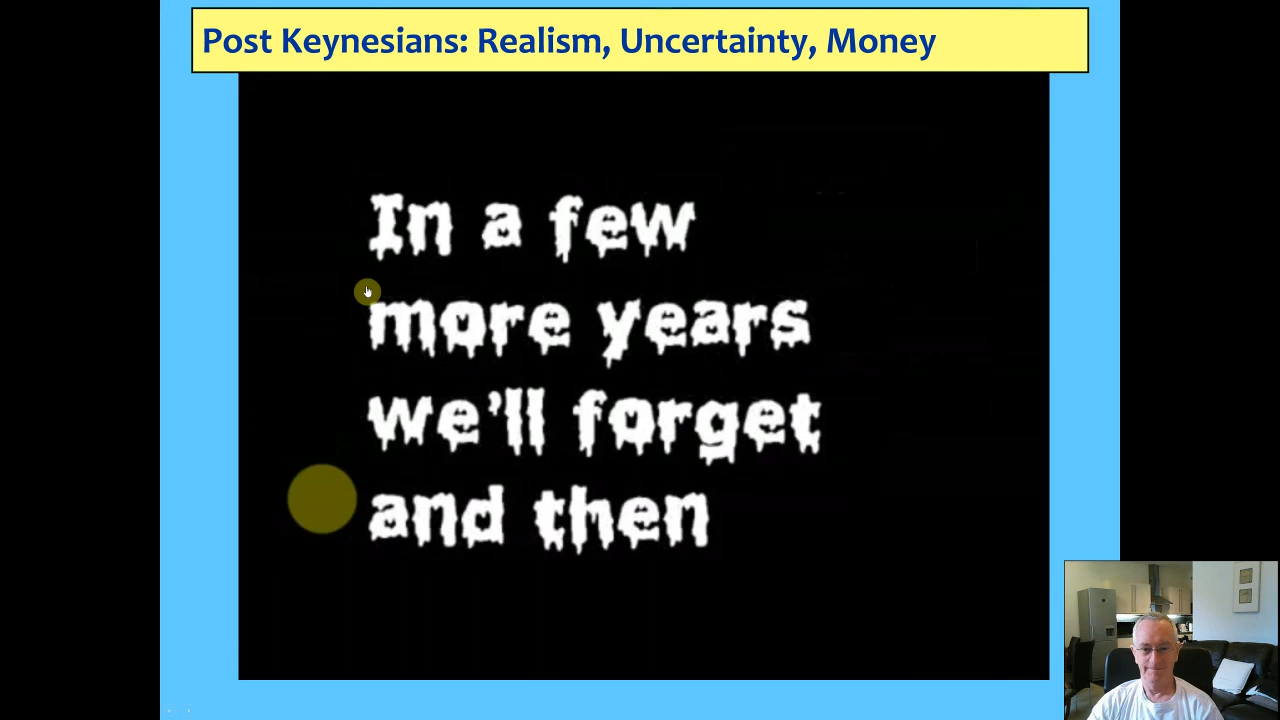 Post Keynesians: Realism, Uncertainty, Money
In a few
more years
we'll forget
and then